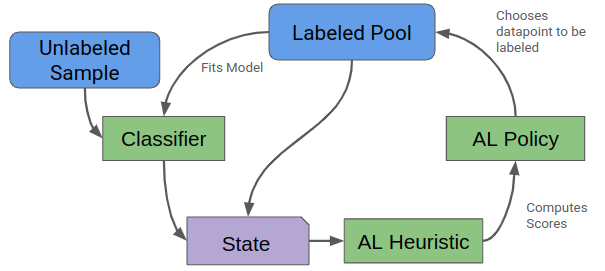 Unlabeled
Sample
Labeled Pool
Chooses
datapoint to be
labeled
Fits Model
Classifier
AL Policy
State
AL Heuristic
Computes
Scores